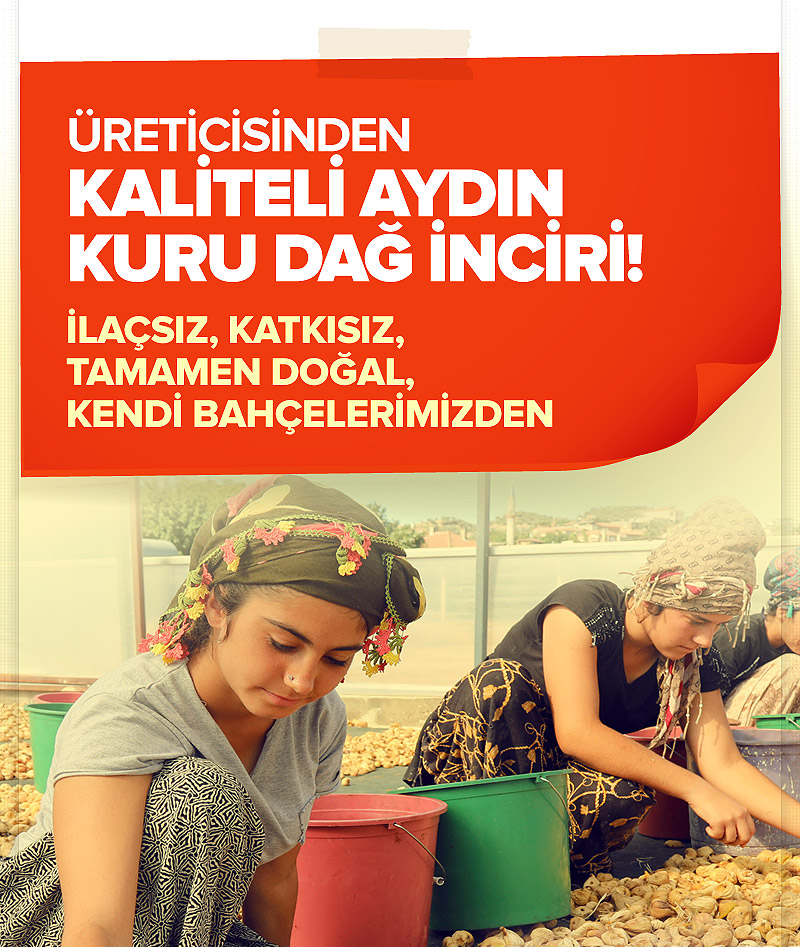 ÜRETİCİSİNDEN
KALİTELİ AYDIN
KURU DAĞ İNCİRİ!
İLAÇSIZ, KATKISIZ,
TAMAMEN DOĞAL,
KENDİ BAHÇELERİMİZDEN